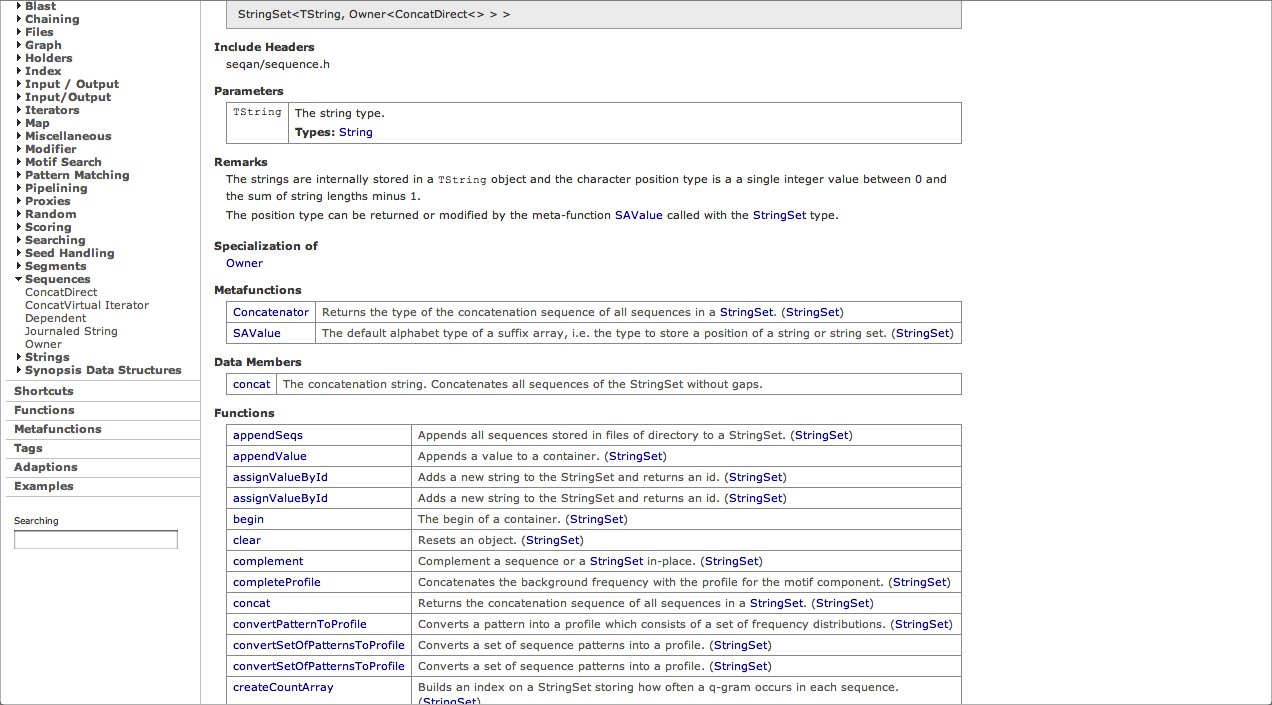 Blast
Chaining
Files
Graph
Holders
Index
Input / Output
Input/Output
Iterators
Map
Miscellaneous
Modifier
Motif Search
Pattern Matching
Pipelining
Proxies
Random
Scoring
Searching
Seed Handling
Segments
Sequences
ConcatDirect
ConcatVirtual Iterator
Dependent
Journaled String
Owner
Strings
Synopsis Data Structures
Shortcuts
Functions
Metafunctions
Tags
Adaptions
Examples
Searching
StringSet<TString, Owner<ConcatDirect<> > >
Include Headers
seqan/sequence.h
Parameters
TString The string type.
Types: String
Remarks
The strings are internally stored in a TString object and the character position type is a a single integer value between 0 and
the sum of string lengths minus 1.
The position type can be returned or modified by the meta-function SAValue called with the StringSet type.
Specialization of
Owner
Metafunctions
Concatenator Returns the type of the concatenation sequence of all sequences in a StringSet. (StringSet)
SAValue The default alphabet type of a suffix array, i.e. the type to store a position of a string or string set. (StringSet)
Data Members
concat The concatenation string. Concatenates all sequences of the StringSet without gaps.
Functions
appendSeqs Appends all sequences stored in files of directory to a StringSet. (StringSet)
appendValue Appends a value to a container. (StringSet)
assignValueById Adds a new string to the StringSet and returns an id. (StringSet)
assignValueById Adds a new string to the StringSet and returns an id. (StringSet)
begin The begin of a container. (StringSet)
clear Resets an object. (StringSet)
complement Complement a sequence or a StringSet in-place. (StringSet)
completeProfile Concatenates the background frequency with the profile for the motif component. (StringSet)
concat Returns the concatenation sequence of all sequences in a StringSet. (StringSet)
convertPatternToProfile Converts a pattern into a profile which consists of a set of frequency distributions. (StringSet)
convertSetOfPatternsToProfile Converts a set of sequence patterns into a profile. (StringSet)
convertSetOfPatternsToProfile Converts a set of sequence patterns into a profile. (StringSet)
createCountArray Builds an index on a StringSet storing how often a q-gram occurs in each sequence.
(StringSet)